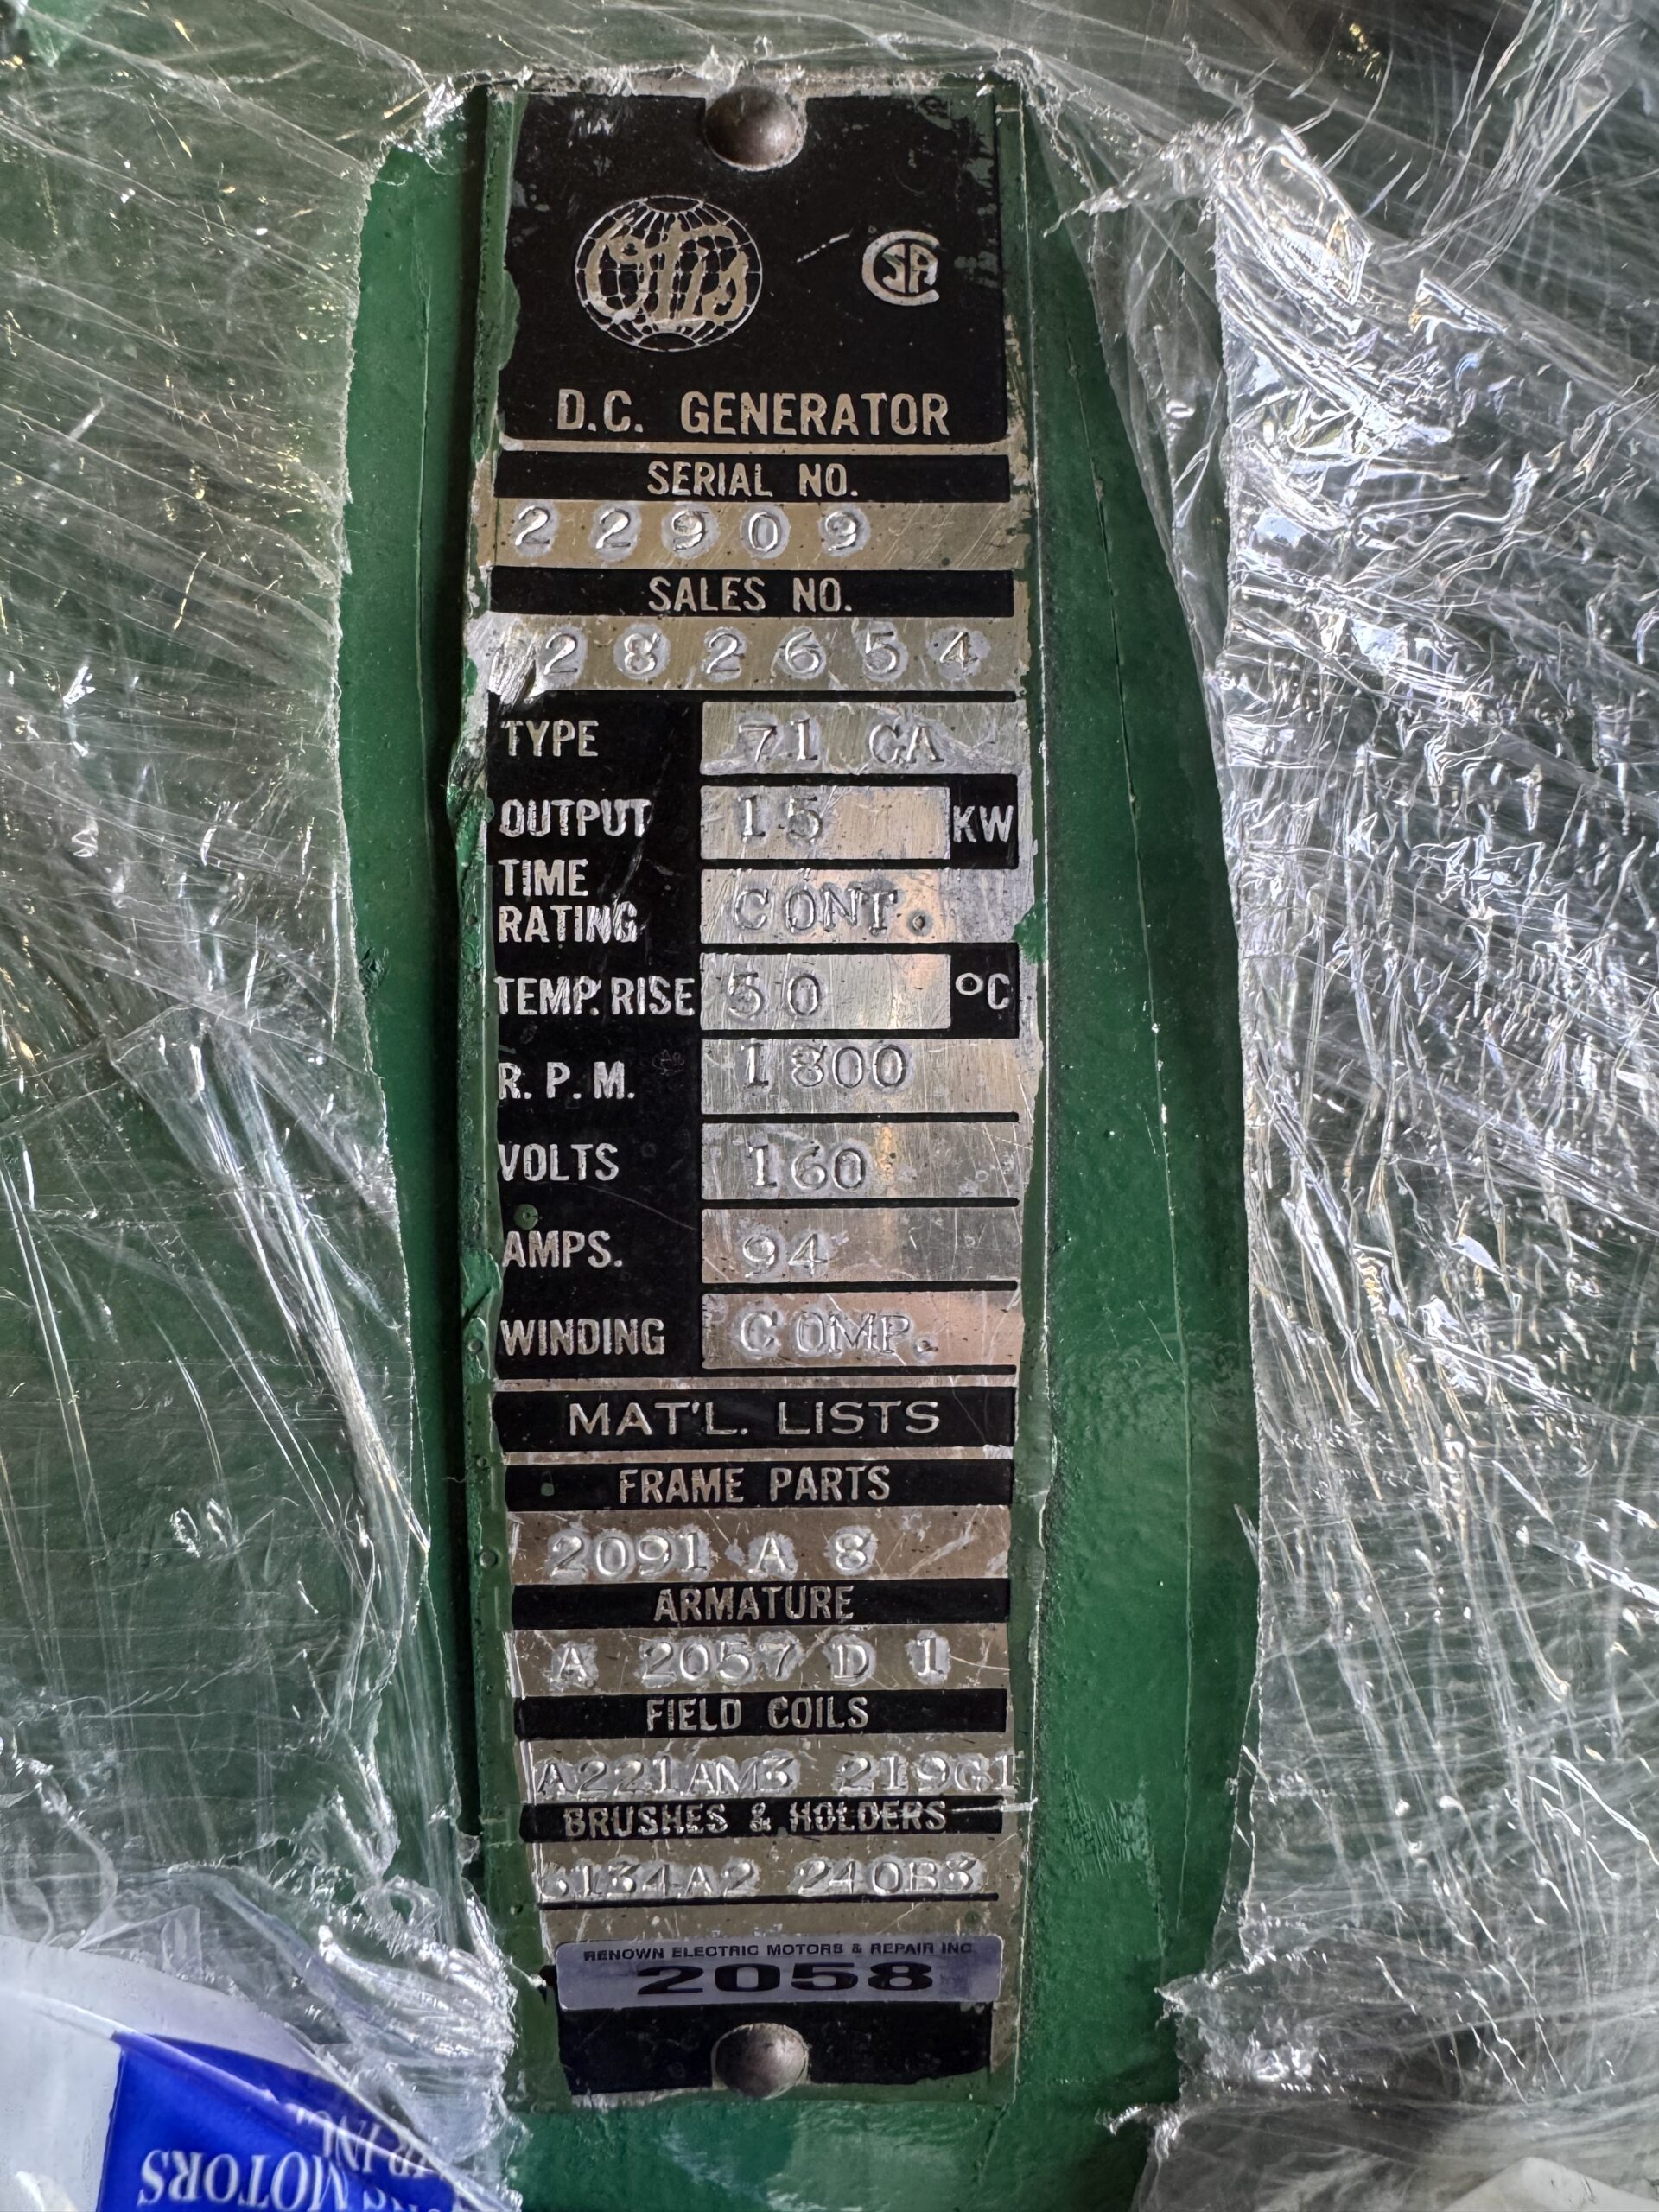 Otis
CSA
D.C. GENERATOR
SERIAL NO.
22909
SALES NO.
282654
TYPE 71 GA
OUTPUT 15 KW
TIME
RATING CONT.
TEMP. RISE 50 °C
R.P.M. 1800
VOLTS 160
AMPS. 94
WINDING COMP.
MAT'L. LISTS
FRAME PARTS
2091 A 8
ARMATURE
A 2057 D 1
FIELD COILS
A221AM3 219G1
BRUSHES & HOLDERS
240B3
RENOWN ELECTRIC MOTORS & REPAIR INC
2058
MOTORS